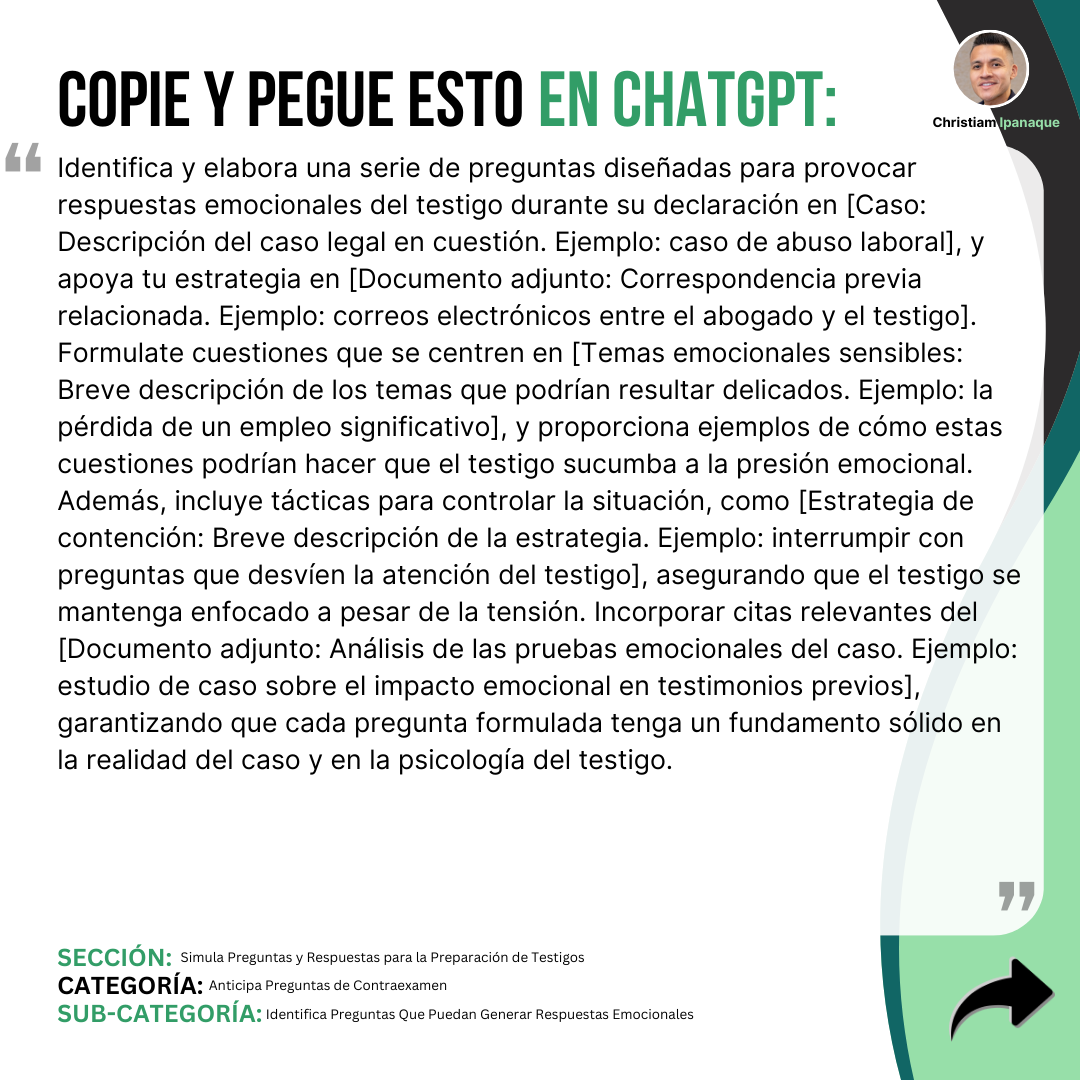 COPIE Y PEGUE ESTO EN CHATGPT:
Christiam Ipanaque
“
Identifica y elabora una serie de preguntas diseñadas para provocar
respuestas emocionales del testigo durante su declaración en [Caso:
Descripción del caso legal en cuestión. Ejemplo: caso de abuso laboral], y
apoya tu estrategia en [Documento adjunto: Correspondencia previa
relacionada. Ejemplo: correos electrónicos entre el abogado y el testigo].
Formulate cuestiones que se centren en [Temas emocionales sensibles:
Breve descripción de los temas que podrían resultar delicados. Ejemplo: la
pérdida de un empleo significativo], y proporciona ejemplos de cómo estas
cuestiones podrían hacer que el testigo sucumba a la presión emocional.
Además, incluye tácticas para controlar la situación, como [Estrategia de
contención: Breve descripción de la estrategia. Ejemplo: interrumpir con
preguntas que desvíen la atención del testigo], asegurando que el testigo se
mantenga enfocado a pesar de la tensión. Incorporar citas relevantes del
[Documento adjunto: Análisis de las pruebas emocionales del caso. Ejemplo:
estudio de caso sobre el impacto emocional en testimonios previos],
garantizando que cada pregunta formulada tenga un fundamento sólido en
la realidad del caso y en la psicología del testigo.
”
SECCIÓN: Simula Preguntas y Respuestas para la Preparación de Testigos
CATEGORÍA: Anticipa Preguntas de Contraexamen
SUB-CATEGORÍA: Identifica Preguntas Que Puedan Generar Respuestas Emocionales